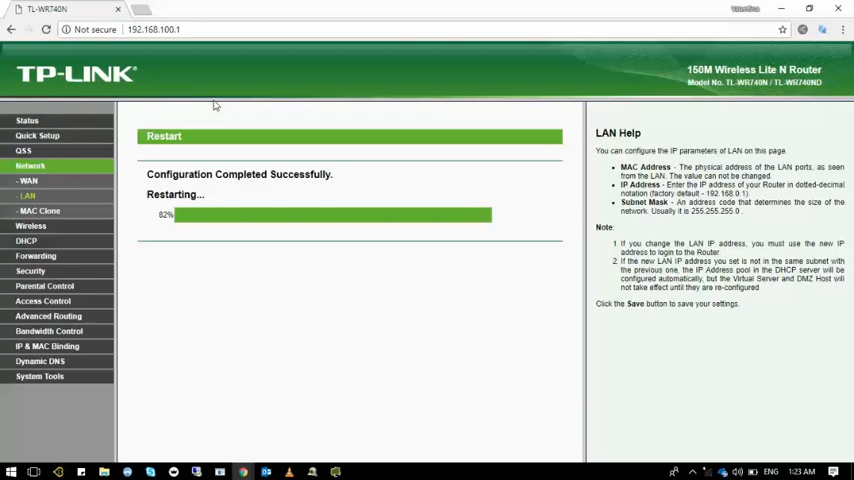 TL-WR740N
Valentino
Not secure
192.168.100.1
TP-LINK®
150M Wireless Lite N Router
Model No. TL-WR740N / TL-WR740ND
Status
Quick Setup
QSS
Network
- WAN
- LAN
- MAC Clone
Wireless
DHCP
Forwarding
Security
Parental Control
Access Control
Advanced Routing
Bandwidth Control
IP & MAC Binding
Dynamic DNS
System Tools
Restart
Configuration Completed Successfully.
Restarting...
82%
LAN Help
You can configure the IP parameters of LAN on this page.
MAC Address - The physical address of the LAN ports, as seen
from the LAN. The value can not be changed.
IP Address - Enter the IP address of your Router in dotted-decimal
notation (factory default - 192.168.0.1).
Subnet Mask - An address code that determines the size of the
network. Usually it is 255.255.255.0 .
Note:
1. If you change the LAN IP address, you must use the new IP
address to login to the Router.
2. If the new LAN IP address you set is not in the same subnet with
the previous one, the IP Address pool in the DHCP server will be
configured automatically, but the Virtual Server and DMZ Host will
not take effect until they are re-configured
Click the Save button to save your settings.
ENG
1:23 AM